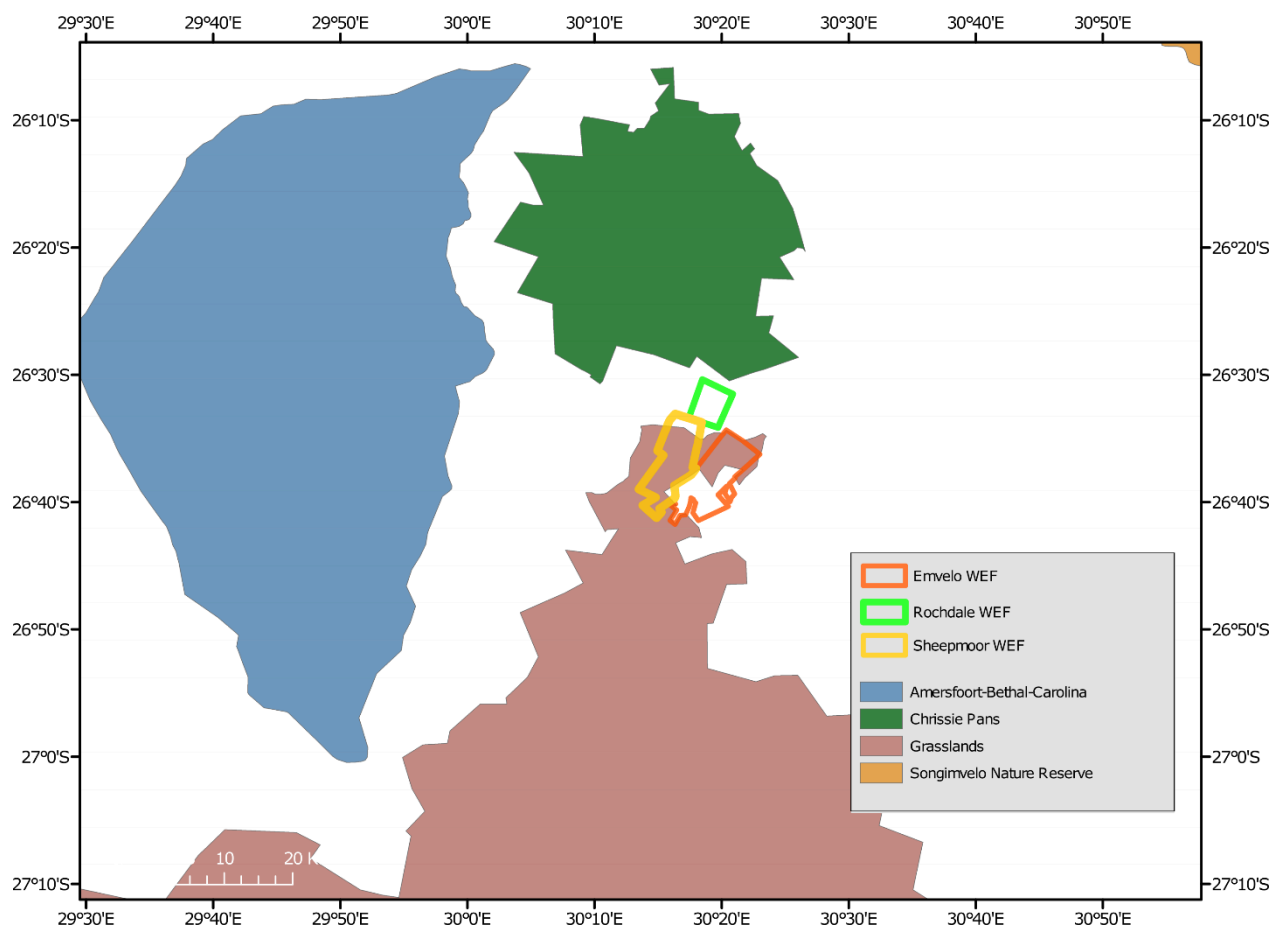 29°30'E 29°40'E 29°50'E 30°0'E 30°10'E 30°20'E 30°30'E 30°40'E 30°50'E
26°10'S 26°10'S
26°20'S 26°20'S
26°30'S 26°30'S
26°40'S 26°40'S
Emvelo WEF
Rochdale WEF
26°50'S 26°50'S
Sheepmoor WEF
Amersfoort-Bethal-Carolina
Chrissie Pans
Grasslands
27°0'S 27°0'S
Songimvelo Nature Reserve
10 20 K
27°10'S 27°10'S
29°30'E 29°40'E 29°50'E 30°0'E 30°10'E 30°20'E 30°30'E 30°40'E 30°50'E